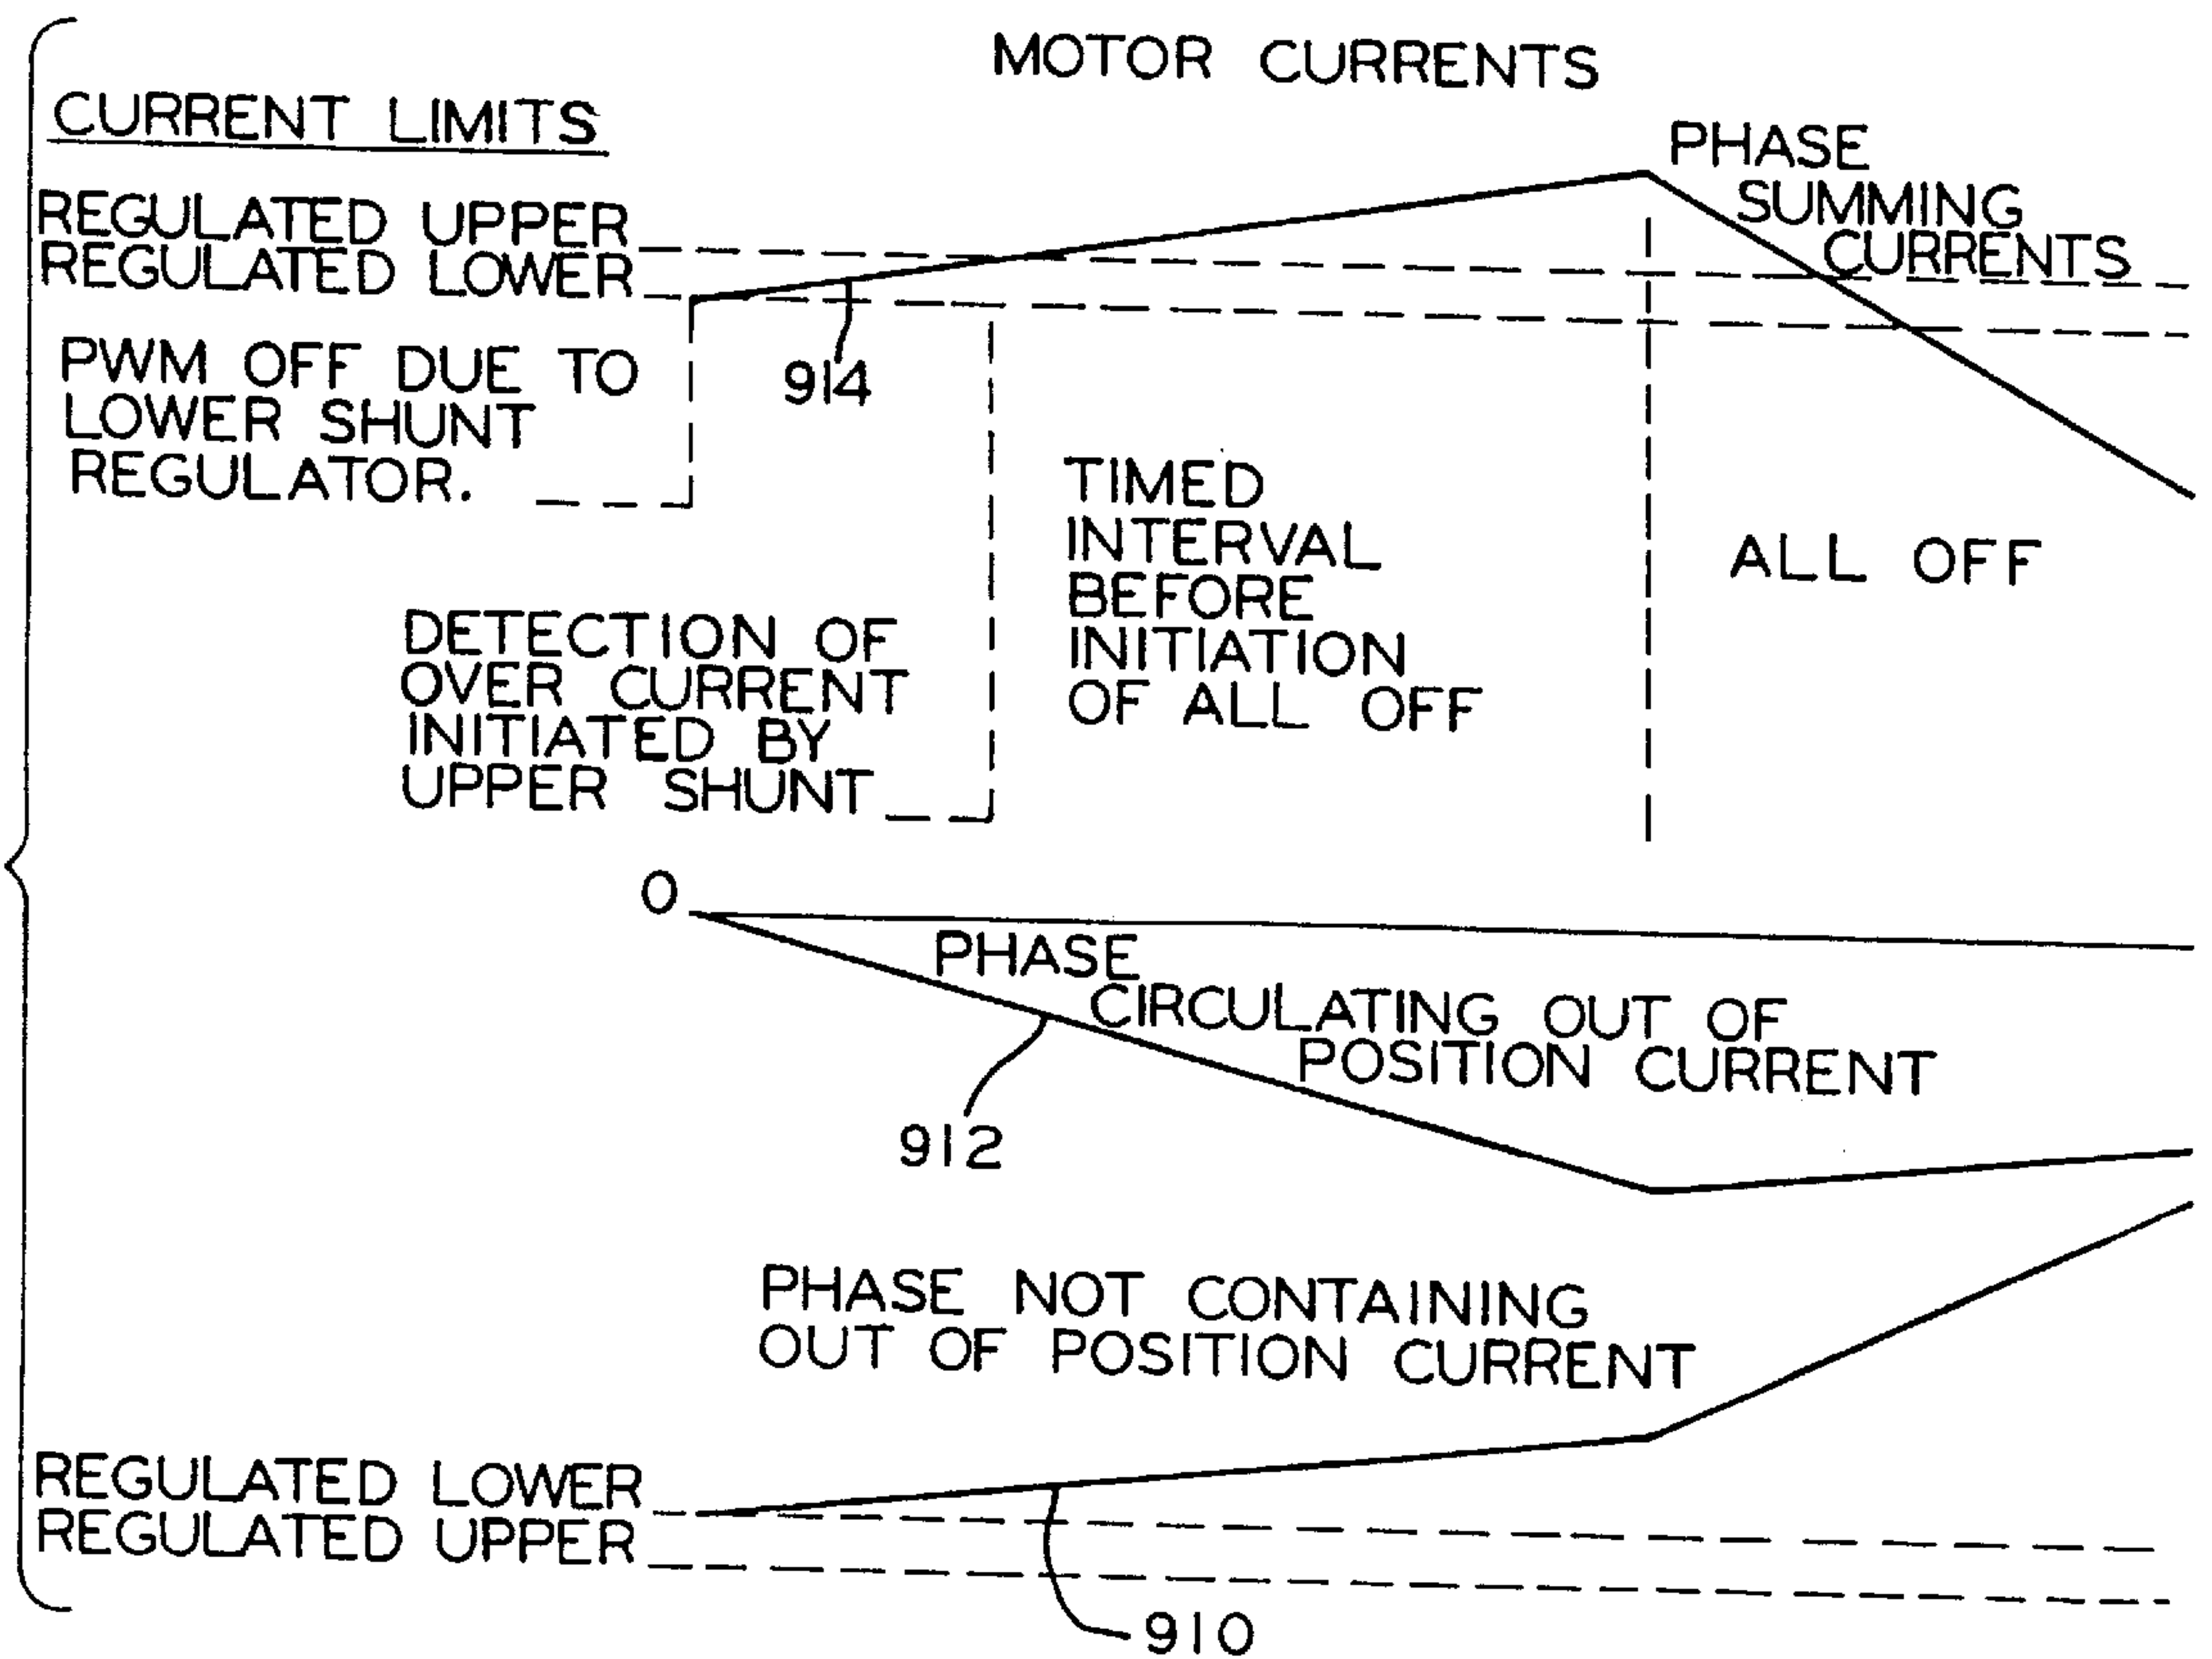 MOTOR CURRENTS
CURRENT LIMITS
PHASE
SUMMING
CURRENTS
REGULATED UPPER
REGULATED LOWER
914
PWM OFF DUE TO
LOWER SHUNT
REGULATOR.
TIMED
INTERVAL
BEFORE
INITIATION
OF ALL OFF
ALL OFF
DETECTION OF
OVER CURRENT
INITIATED BY
UPPER SHUNT
0
PHASE
CIRCULATING OUT OF
POSITION CURRENT
912
PHASE NOT CONTAINING
OUT OF POSITION CURRENT
REGULATED LOWER
REGULATED UPPER
910